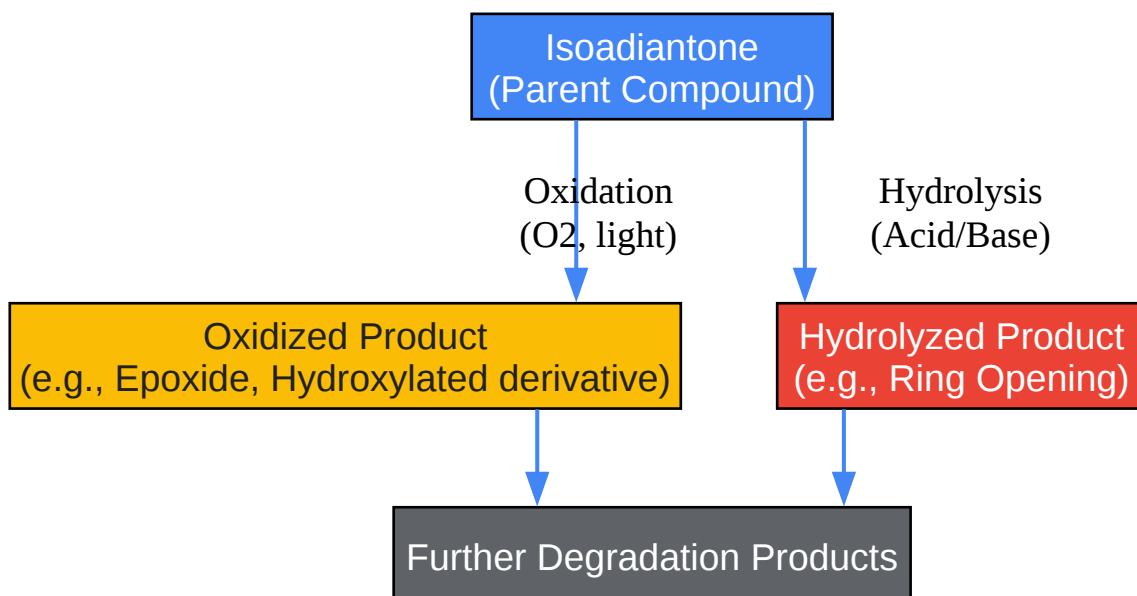 Isoadiantone
(Parent Compound)
Oxidation
(O2, light)
Hydrolysis
(Acid/Base)
Oxidized Product
(e.g., Epoxide, Hydroxylated derivative)
Hydrolyzed Product
(e.g., Ring Opening)
Further Degradation Products